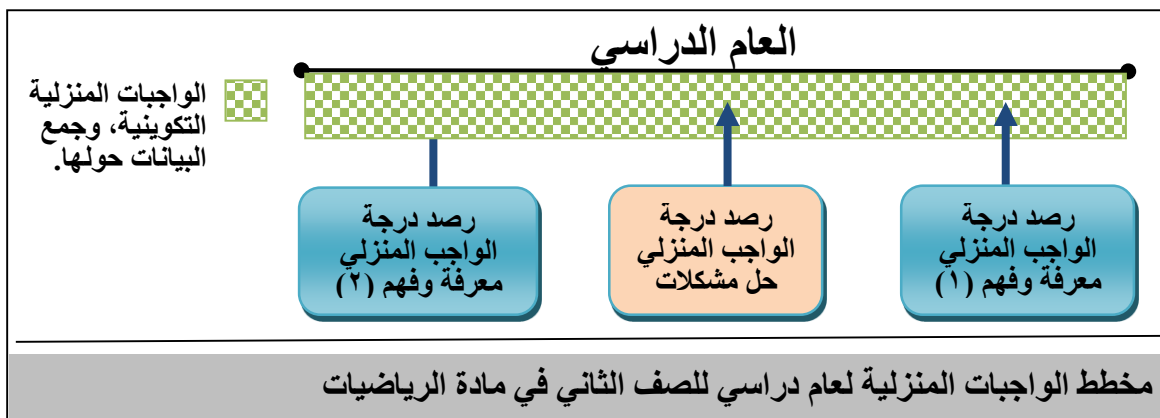 العام الدراسي
الواجبات المنزلية
التكوينية، وجمع
البيانات حولها.
رصد درجة
الواجب المنزلي
معرفة وفهم (١)
رصد درجة
الواجب المنزلي
حل مشكلات
رصد درجة
الواجب المنزلي
معرفة وفهم (٢)
مخطط الواجبات المنزلية لعام دراسي للصف الثاني في مادة الرياضيات